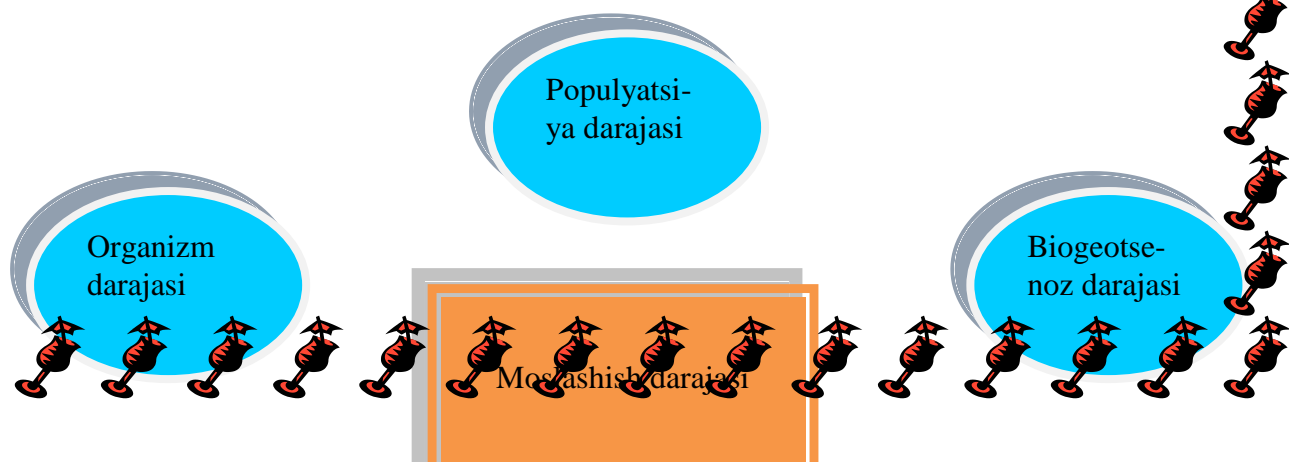 Populyatsi-
ya darajasi
Organizm
darajasi
Biogeotse-
noz darajasi
Moslashish darajasi